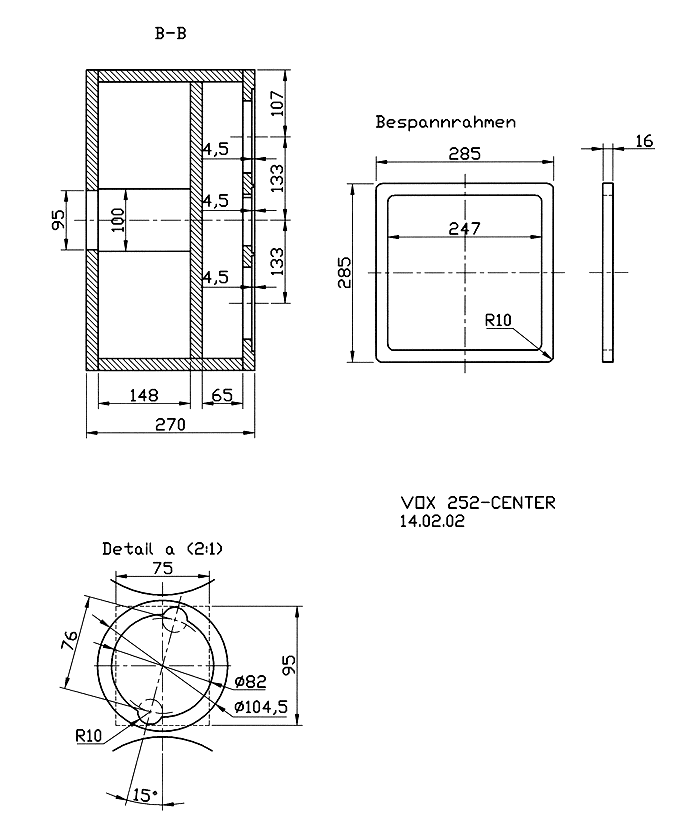 B-B
107
4,5
133
4,5
95
100
4,5
133
148
65
270
Bespannrahmen
285
16
247
285
R10
VOX 252-CENTER
14.02.02
Detail a (2:1)
75
76
95
ø82
ø104,5
R10
15°